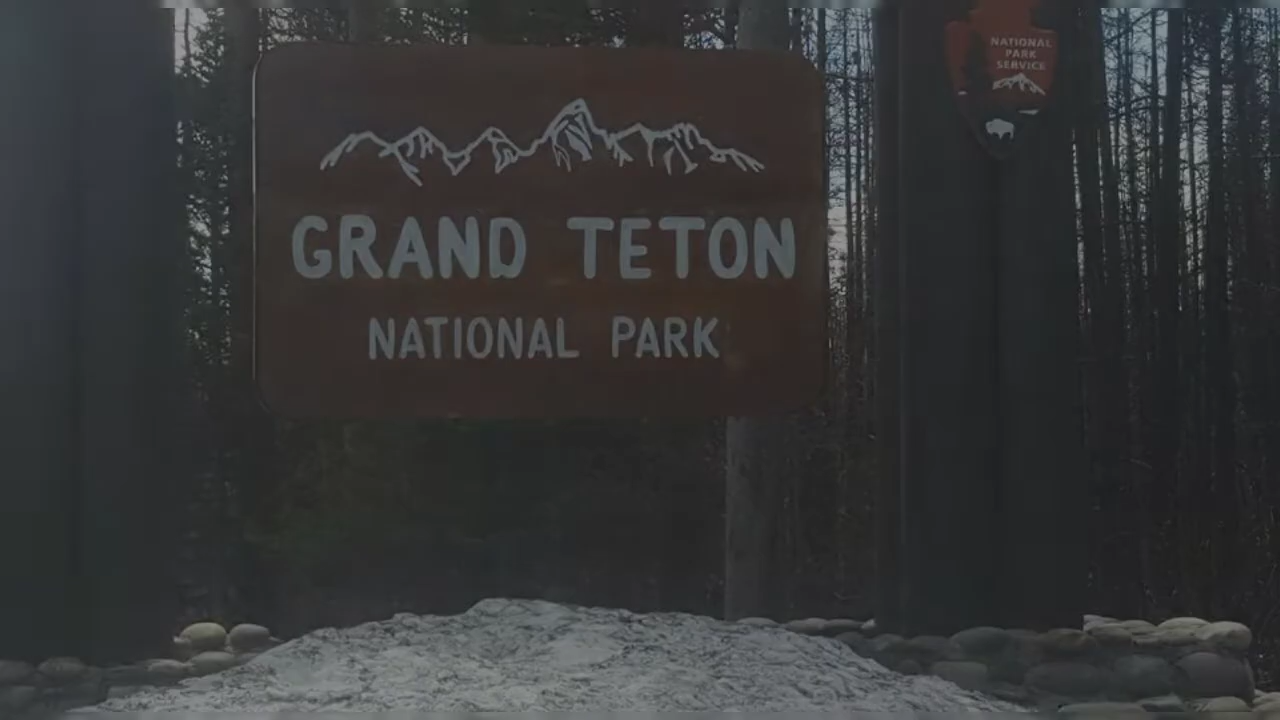 GRAND TETON
NATIONAL PARK
NATIONAL
PARK
SERVICE